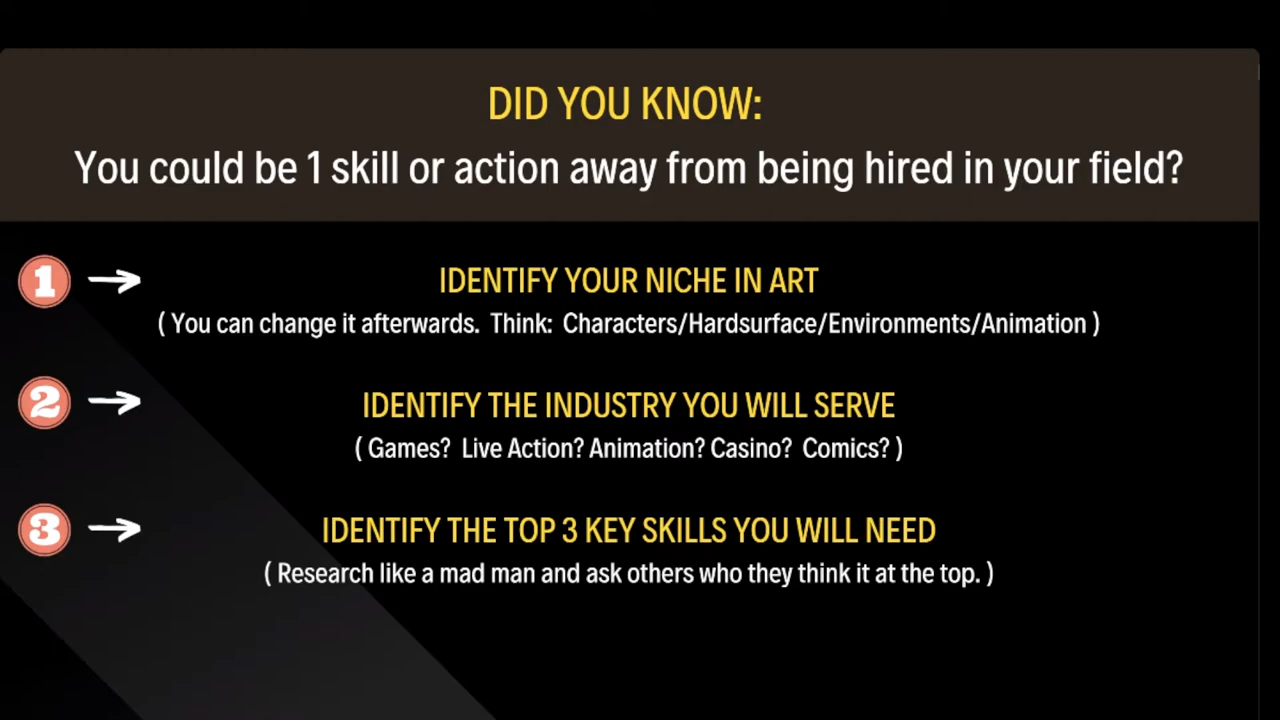 DID YOU KNOW:
You could be 1 skill or action away from being hired in your field?
1
IDENTIFY YOUR NICHE IN ART
( You can change it afterwards. Think: Characters/Hardsurface/Environments/Animation )
2
IDENTIFY THE INDUSTRY YOU WILL SERVE
( Games? Live Action? Animation? Casino? Comics? )
3
IDENTIFY THE TOP 3 KEY SKILLS YOU WILL NEED
( Research like a mad man and ask others who they think it at the top. )